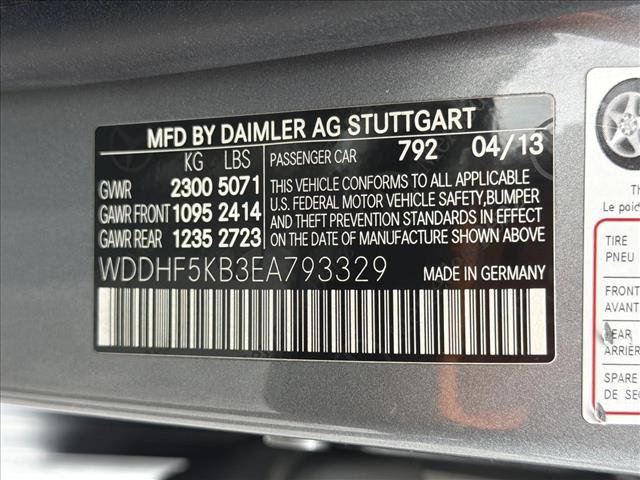 MFD BY DAIMLER AG STUTTGART
KG LBS
PASSENGER CAR 792 04/13
GVWR 2300 5071
GAWR FRONT 1095 2414
GAWR REAR 1235 2723
THIS VEHICLE CONFORMS TO ALL APPLICABLE
U.S. FEDERAL MOTOR VEHICLE SAFETY,BUMPER
AND THEFT PREVENTION STANDARDS IN EFFECT
ON DATE OF MANUFACTURE SHOWN ABOVE
WDDHF5KB3EA793329
MADE IN GERMANY
The
Le poid
TIRE
PNEU
FRONT
AVANT
REAR
ARRIÈR
SPARE
DE SEC